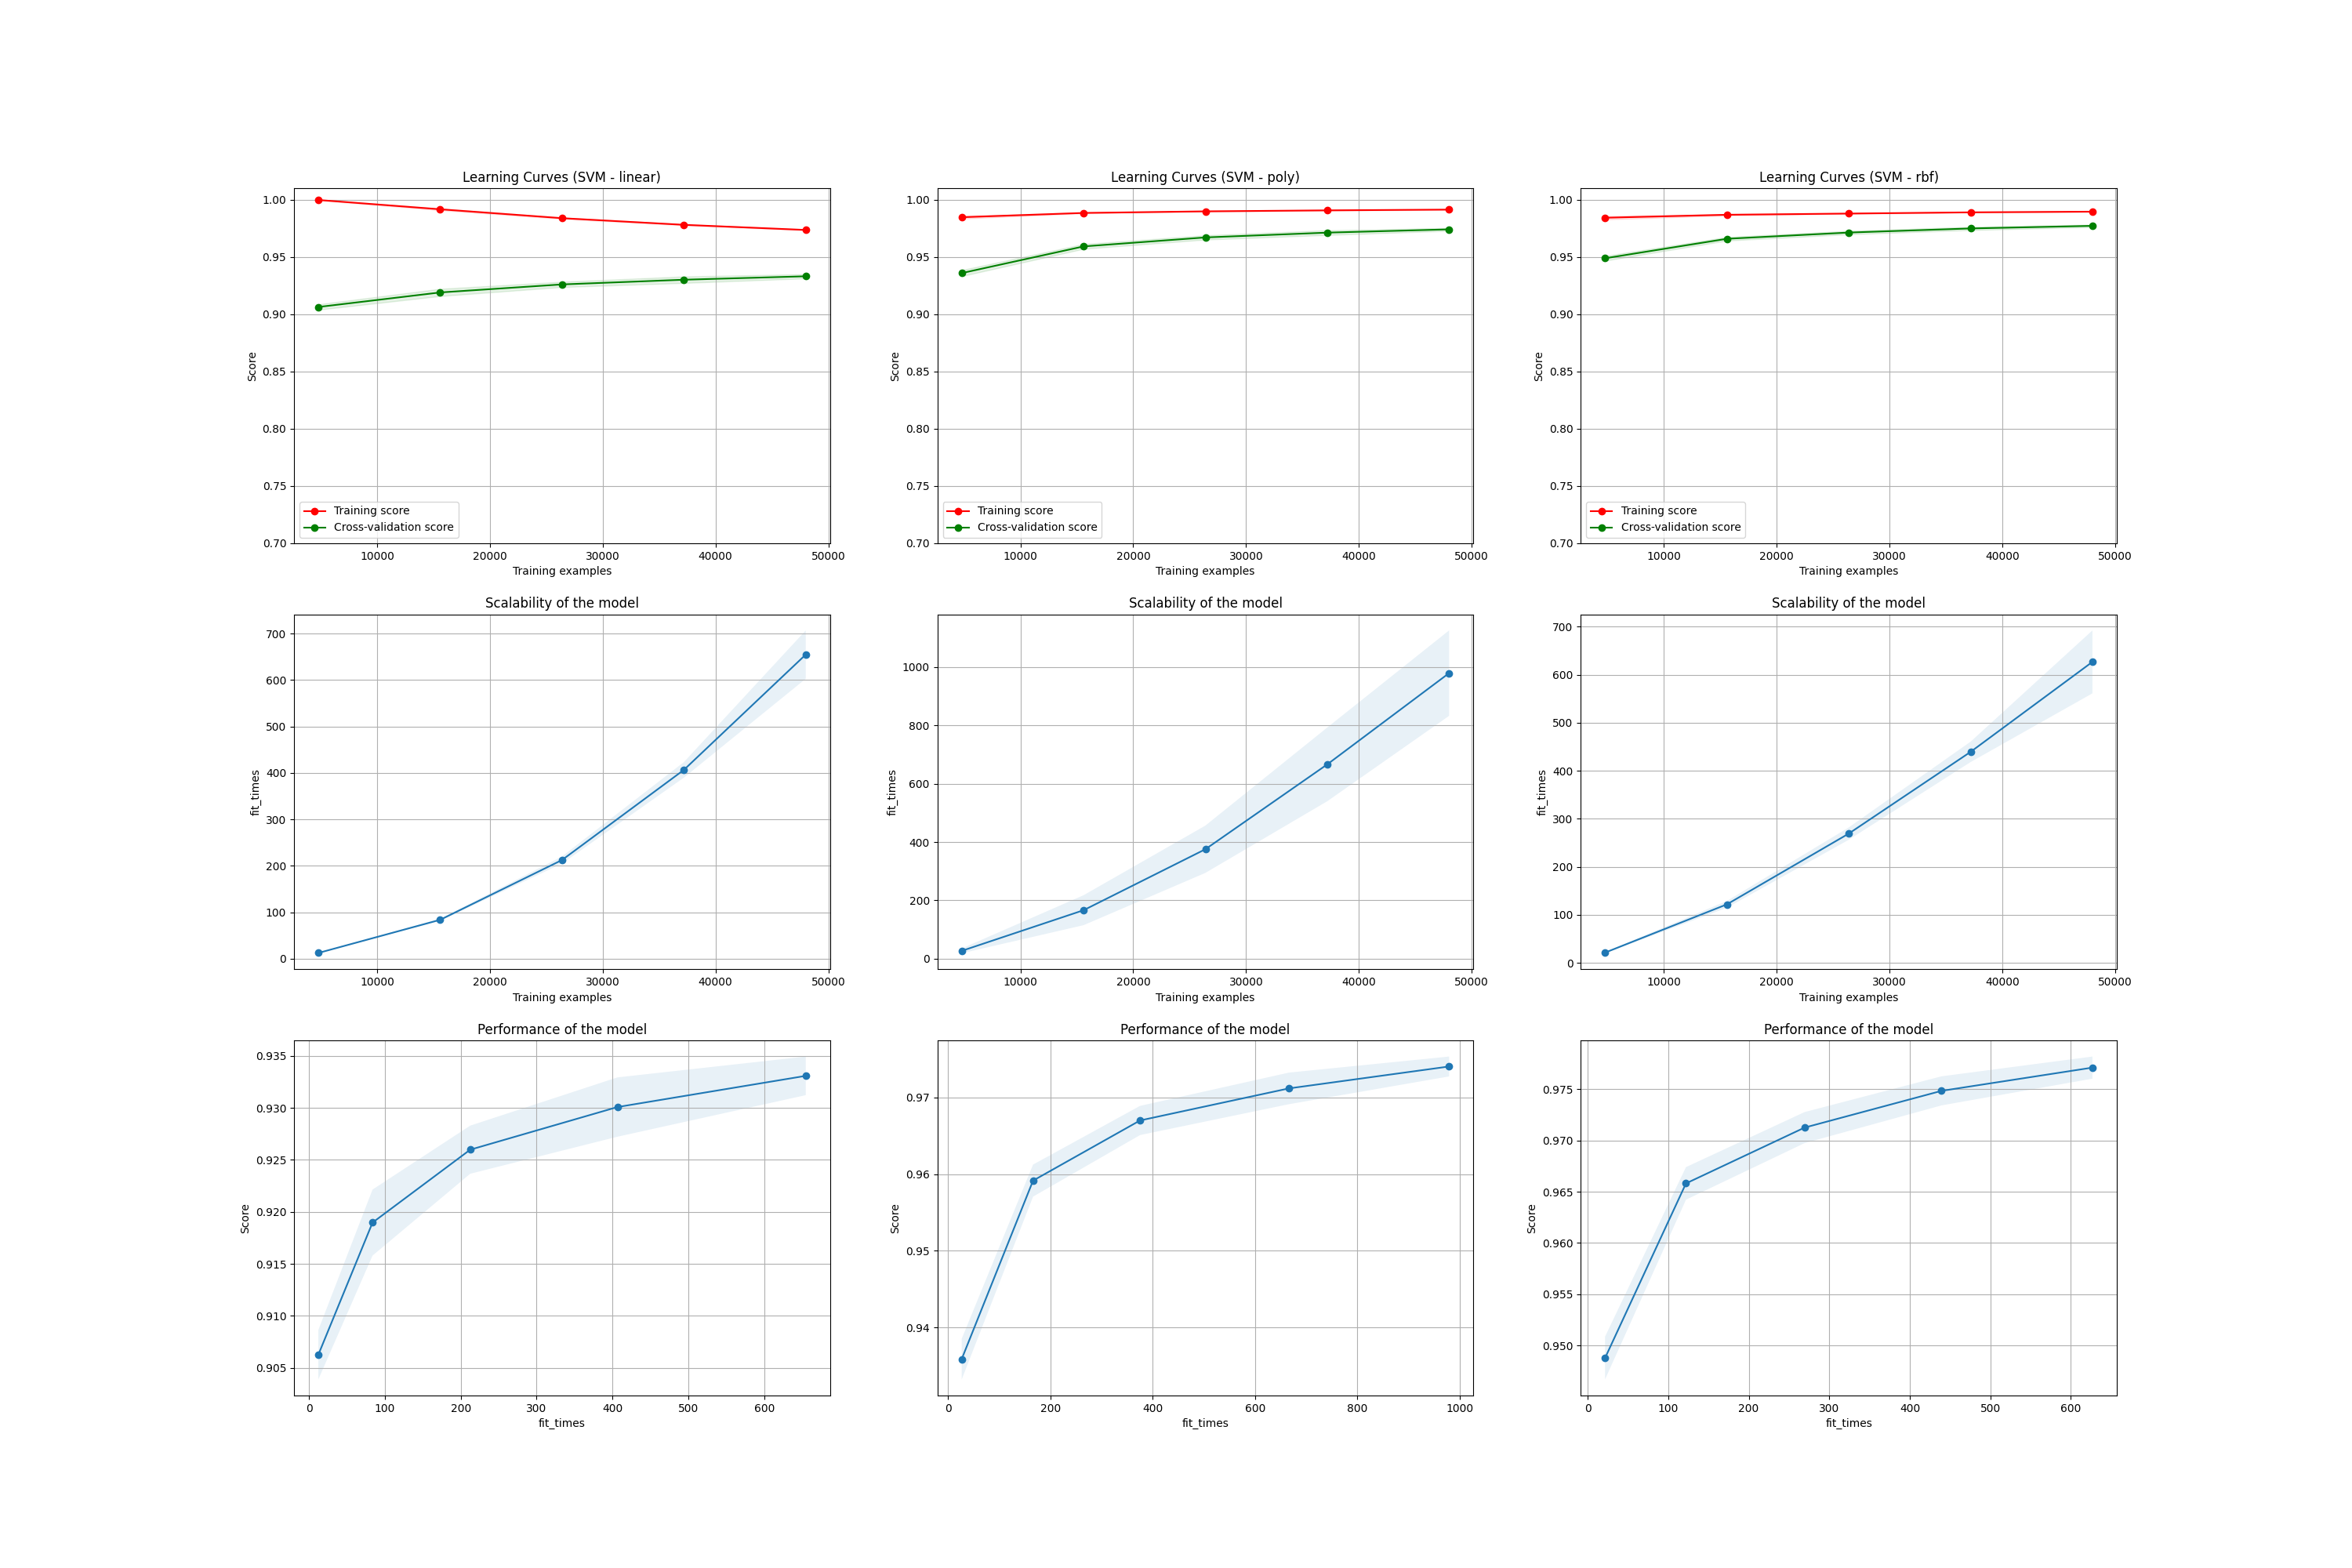 Learning Curves (SVM - linear)
1.00
0.95
0.90
0.85
0.80
0.75
0.70
Score
Training score
Cross-validation score
10000 20000 30000 40000 50000
Training examples
Learning Curves (SVM - poly)
1.00
0.95
0.90
0.85
0.80
0.75
0.70
Score
Training score
Cross-validation score
10000 20000 30000 40000 50000
Training examples
Learning Curves (SVM - rbf)
1.00
0.95
0.90
0.85
0.80
0.75
0.70
Score
Training score
Cross-validation score
10000 20000 30000 40000 50000
Training examples
Scalability of the model
700
600
500
400
300
200
100
0
fit_times
10000 20000 30000 40000 50000
Training examples
Scalability of the model
1000
800
600
400
200
0
fit_times
10000 20000 30000 40000 50000
Training examples
Scalability of the model
700
600
500
400
300
200
100
0
fit_times
10000 20000 30000 40000 50000
Training examples
Performance of the model
0.935
0.930
0.925
0.920
0.915
0.910
0.905
Score
0 100 200 300 400 500 600
fit_times
Performance of the model
0.97
0.96
0.95
0.94
Score
0 200 400 600 800 1000
fit_times
Performance of the model
0.975
0.970
0.965
0.960
0.955
0.950
Score
0 100 200 300 400 500 600
fit_times